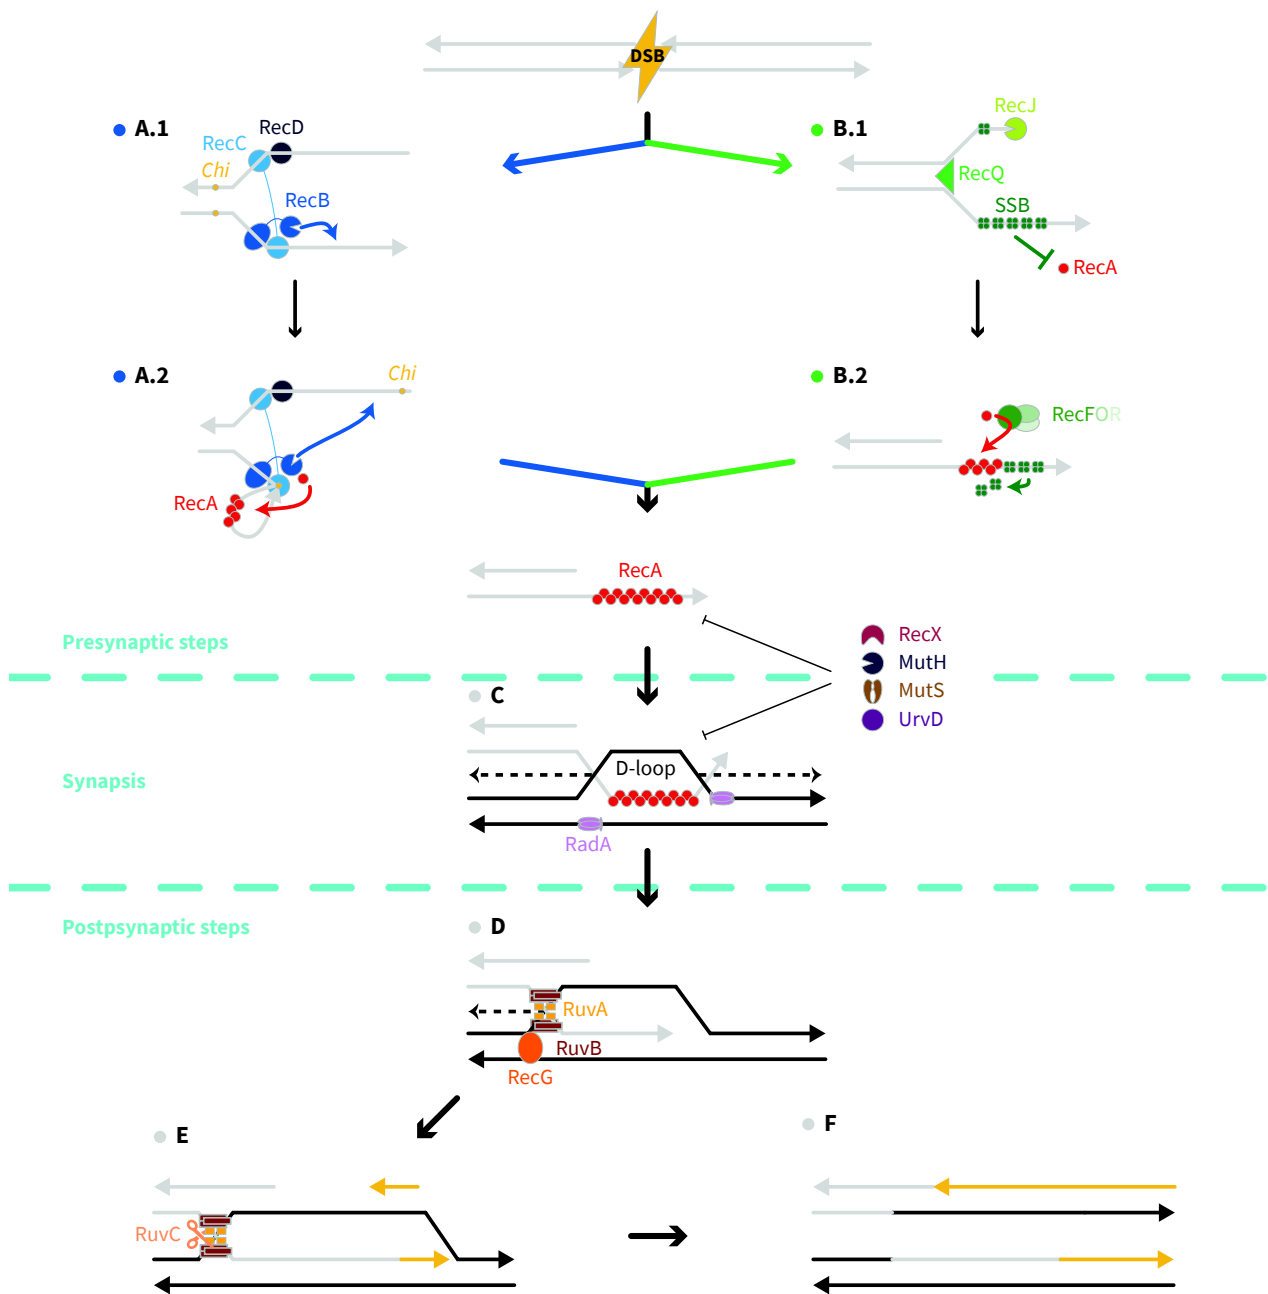 DSB
A.1
RecD
RecC
Chi
RecB
B.1
RecJ
RecQ
SSB
RecA
A.2
Chi
RecA
B.2
RecFOR
RecA
Presynaptic steps
RecX
MutH
MutS
UrvD
C
D-loop
Synapsis
RadA
Postpsynaptic steps
D
RuvA
RuvB
RecG
E
RuvC
F